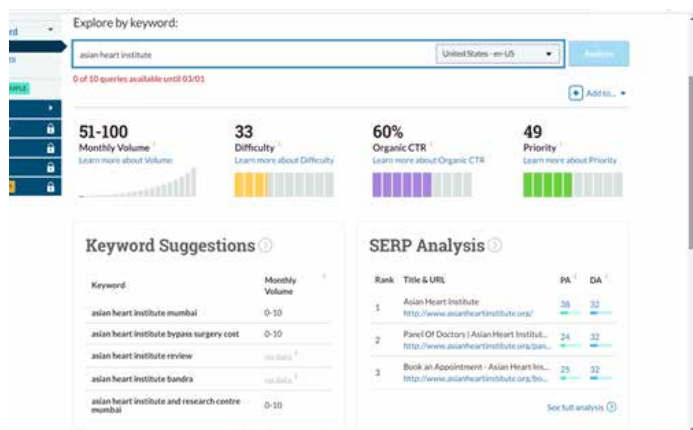 Explore by keyword:
asian heart institute
United States - en-US
Analyze
0 of 10 queries available until 03/01
Add to...
51-100
Monthly Volume
Learn more about Volume
33
Difficulty
Learn more about Difficulty
60%
Organic CTR
Learn more about Organic CTR
49
Priority
Learn more about Priority
Keyword Suggestions
Keyword
Monthly
Volume
asian heart institute mumbai 0-10
asian heart institute bypass surgery cost 0-10
asian heart institute review no data
asian heart institute bandra no data
asian heart institute and research centre
mumbai 0-10
SERP Analysis
Rank Title & URL PA DA
1 Asian Heart Institute 38 32
http://www.asianheartinstitute.org/
2 Panel Of Doctors | Asian Heart Institut... 24 32
http://www.asianheartinstitute.org/pan...
3 Book an Appointment - Asian Heart Ins... 25 32
http://www.asianheartinstitute.org/bo...
See full analysis